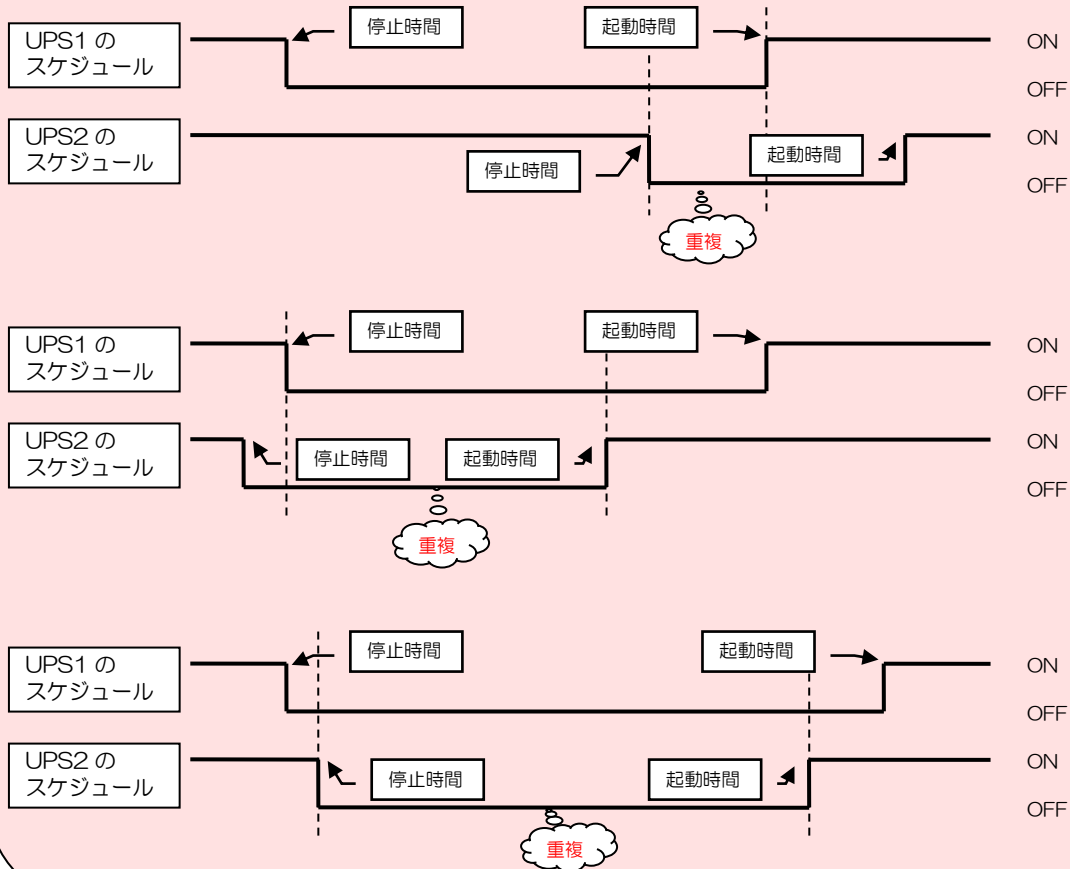 停止時間
起動時間
UPS1 の
スケジュール
ON
OFF
UPS2 の
スケジュール
ON
停止時間
起動時間
OFF
重複
停止時間
起動時間
UPS1 の
スケジュール
ON
OFF
UPS2 の
スケジュール
ON
停止時間
起動時間
OFF
重複
停止時間
起動時間
UPS1 の
スケジュール
ON
OFF
UPS2 の
スケジュール
ON
停止時間
起動時間
OFF
重複